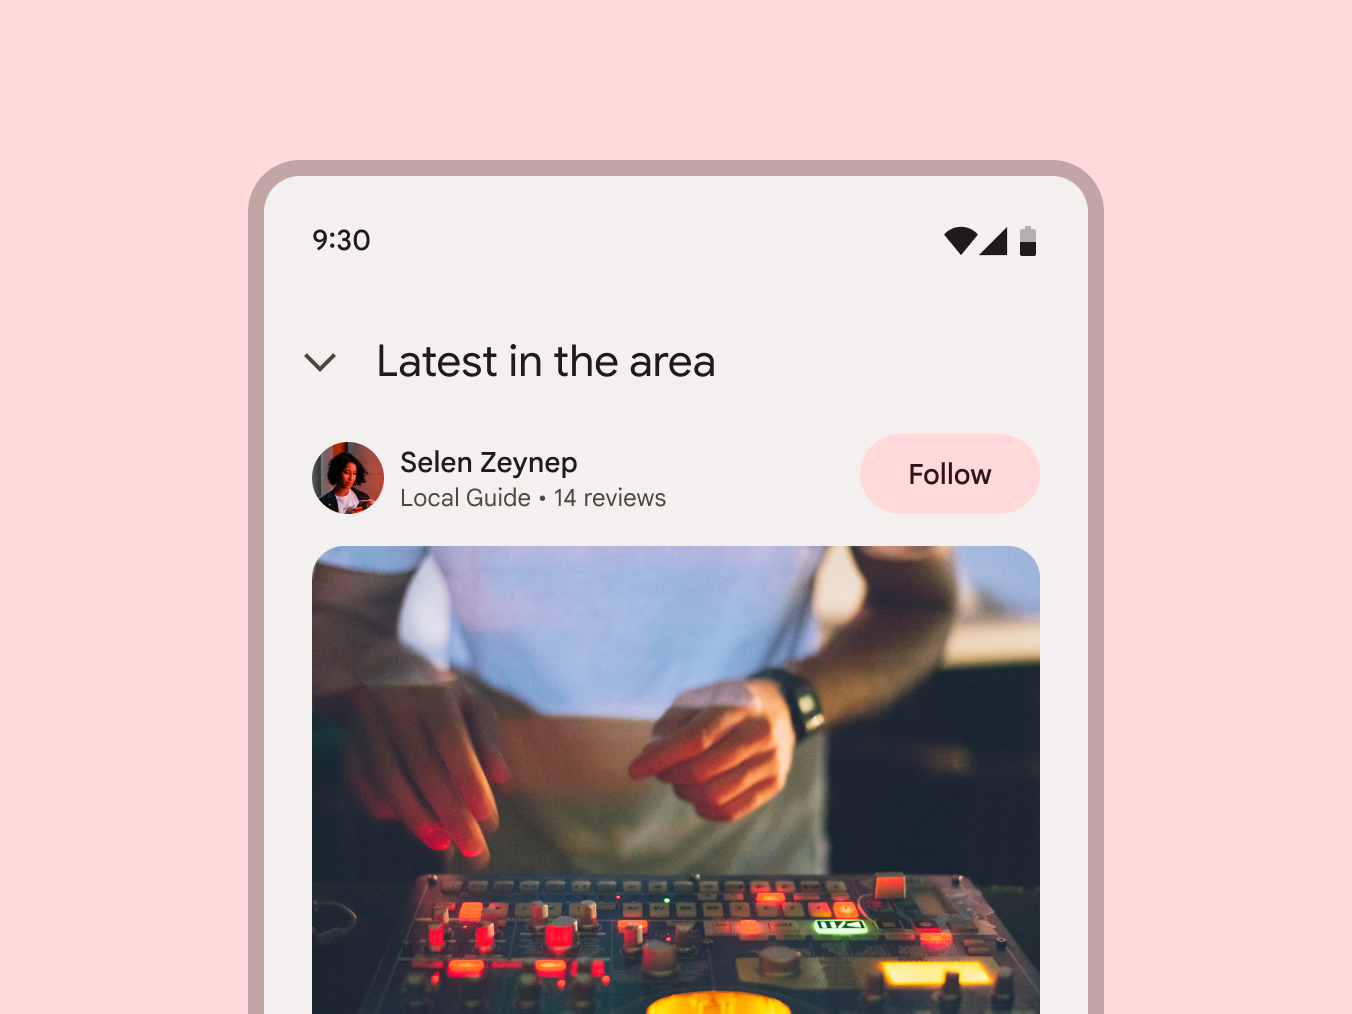 9:30
Latest in the area
Selen Zeynep
Local Guide • 14 reviews
Follow